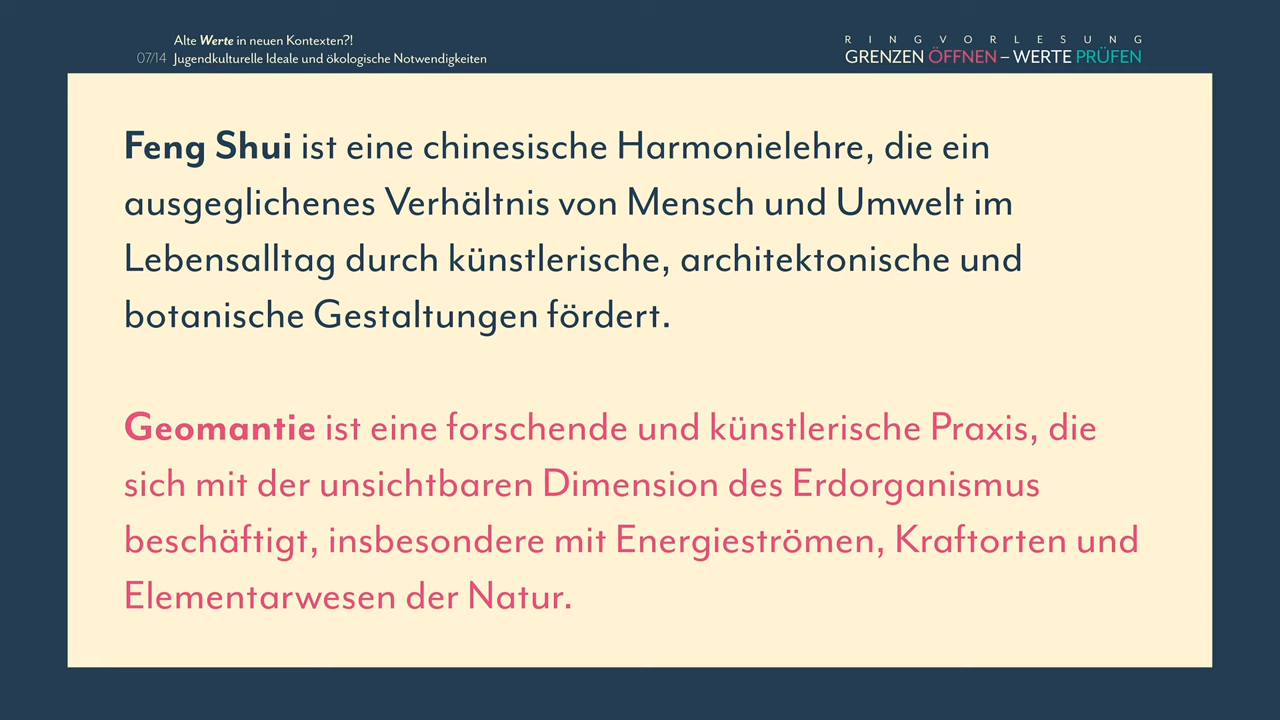 Alte Werte in neuen Kontexten?!
07/14 Jugendkulturelle Ideale und ökologische Notwendigkeiten
RINGVORLESUNG
GRENZEN ÖFFNEN – WERTE PRÜFEN
Feng Shui ist eine chinesische Harmonielehre, die ein
ausgeglichenes Verhältnis von Mensch und Umwelt im
Lebensalltag durch künstlerische, architektonische und
botanische Gestaltungen fördert.
Geomantie ist eine forschende und künstlerische Praxis, die
sich mit der unsichtbaren Dimension des Erdorganismus
beschäftigt, insbesondere mit Energieströmen, Kraftorten und
Elementarwesen der Natur.